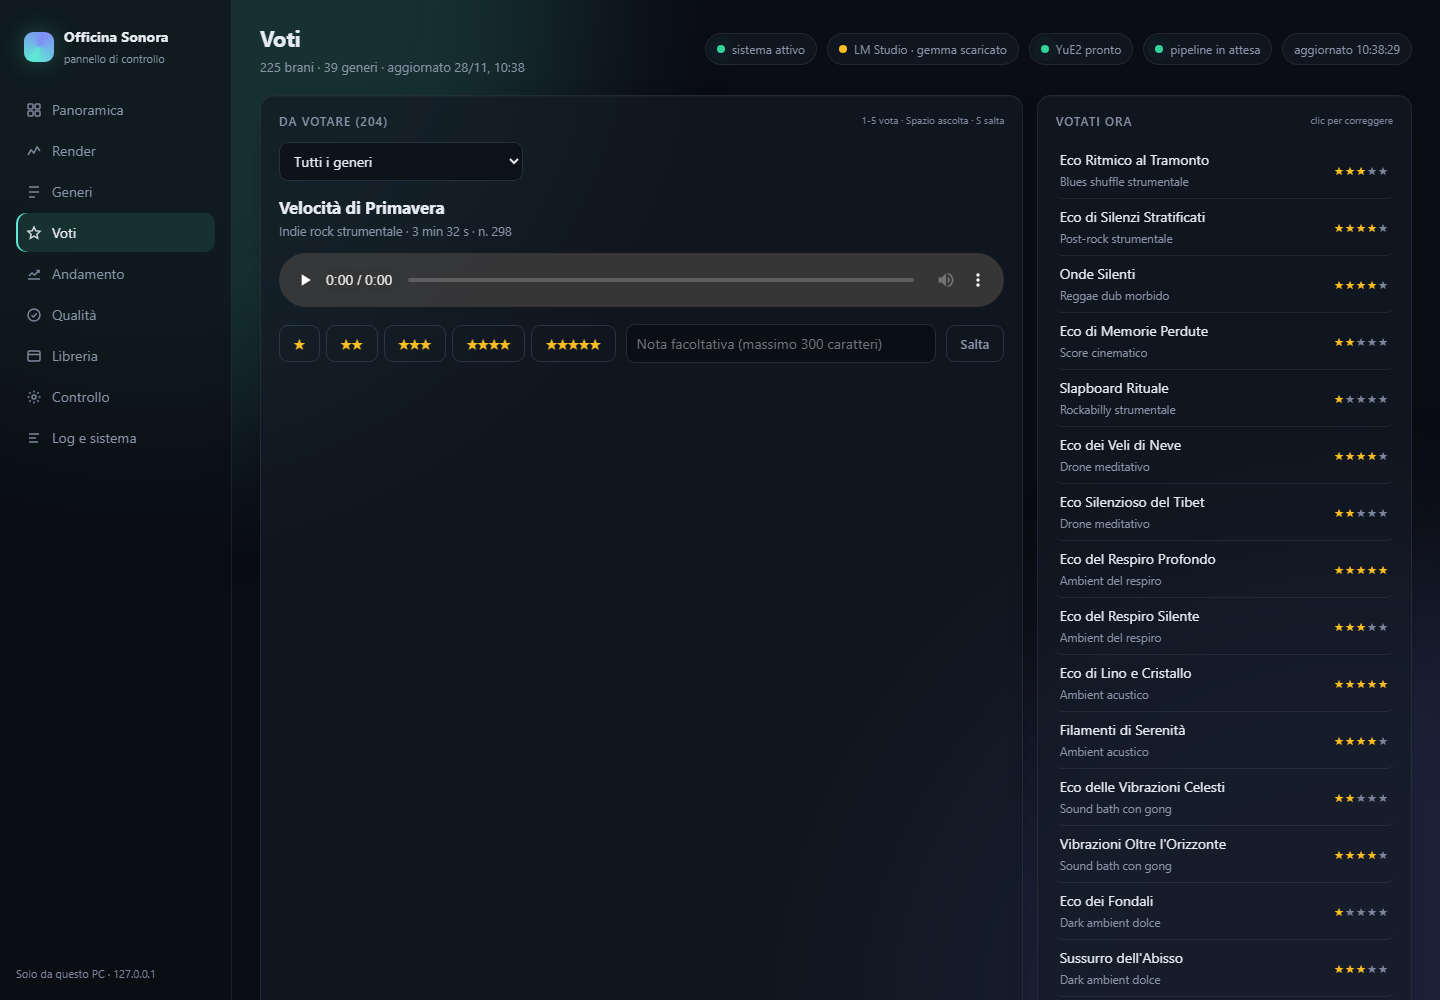 Officina Sonora
pannello di controllo
Panoramica
Render
Generi
Voti
Andamento
Qualità
Libreria
Controllo
Log e sistema
Solo da questo PC · 127.0.0.1
Voti
225 brani · 39 generi · aggiornato 28/11, 10:38
sistema attivo
LM Studio · gemma scaricato
YuE2 pronto
pipeline in attesa
aggiornato 10:38:29
DA VOTARE (204)
1-5 vota · Spazio ascolta · S salta
Tutti i generi
Velocità di Primavera
Indie rock strumentale · 3 min 32 s · n. 298
0:00 / 0:00
★
★★
★★★
★★★★
★★★★★
Nota facoltativa (massimo 300 caratteri)
Salta
VOTATI ORA
clic per correggere
Eco Ritmico al Tramonto
Blues shuffle strumentale
★★★★★
Eco di Silenzi Stratificati
Post-rock strumentale
★★★★★
Onde Silenti
Reggae dub morbido
★★★★★
Eco di Memorie Perdute
Score cinematico
★★★★★
Slapboard Rituale
Rockabilly strumentale
★★★★★
Eco dei Veli di Neve
Drone meditativo
★★★★★
Eco Silenzioso del Tibet
Drone meditativo
★★★★★
Eco del Respiro Profondo
Ambient del respiro
★★★★★
Eco del Respiro Silente
Ambient del respiro
★★★★★
Eco di Lino e Cristallo
Ambient acustico
★★★★★
Filamenti di Serenità
Ambient acustico
★★★★★
Eco delle Vibrazioni Celesti
Sound bath con gong
★★★★★
Vibrazioni Oltre l'Orizzonte
Sound bath con gong
★★★★★
Eco dei Fondali
Dark ambient dolce
★★★★★
Sussurro dell'Abisso
Dark ambient dolce
★★★★★